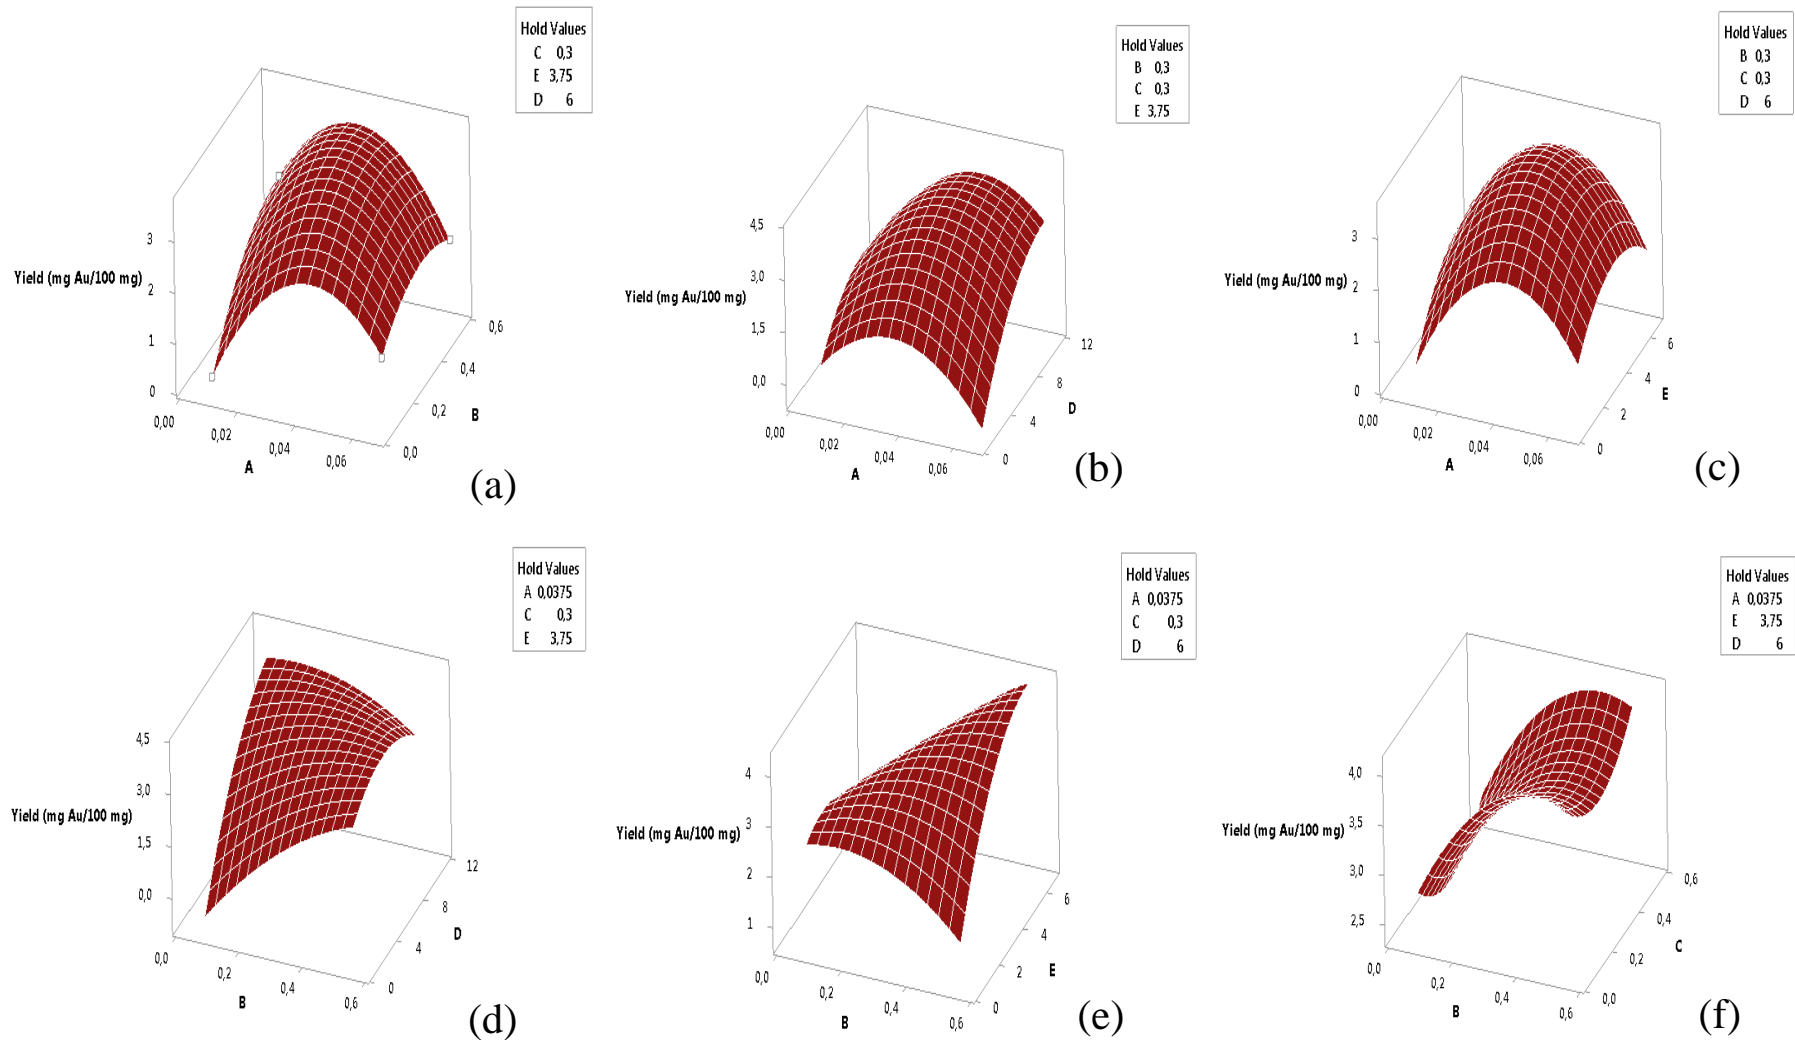 Hold Values
C 0,3
E 3,75
D 6
3
Yield (mg Au/100 mg)
2
1
0
0,00
0,02
0,04
0,06
A
0,0
0,2
0,4
0,6
B
(a)
Hold Values
B 0,3
C 0,3
E 3,75
4,5
3,0
Yield (mg Au/100 mg)
1,5
0,0
0,00
0,02
0,04
0,06
A
0
4
8
12
D
(b)
Hold Values
B 0,3
C 0,3
D 6
3
Yield (mg Au/100 mg)
2
1
0
0,00
0,02
0,04
0,06
A
0
2
4
6
E
(c)
Hold Values
A 0,0375
C 0,3
E 3,75
4,5
3,0
Yield (mg Au/100 mg)
1,5
0,0
0,0
0,2
0,4
0,6
B
0
4
8
12
D
(d)
Hold Values
A 0,0375
C 0,3
D 6
4
3
Yield (mg Au/100 mg)
2
1
0,0
0,2
0,4
0,6
B
0
2
4
6
E
(e)
Hold Values
A 0,0375
E 3,75
D 6
4,0
Yield (mg Au/100 mg)
3,5
3,0
2,5
0,0
0,2
0,4
0,6
B
0,0
0,2
0,4
0,6
C
(f)